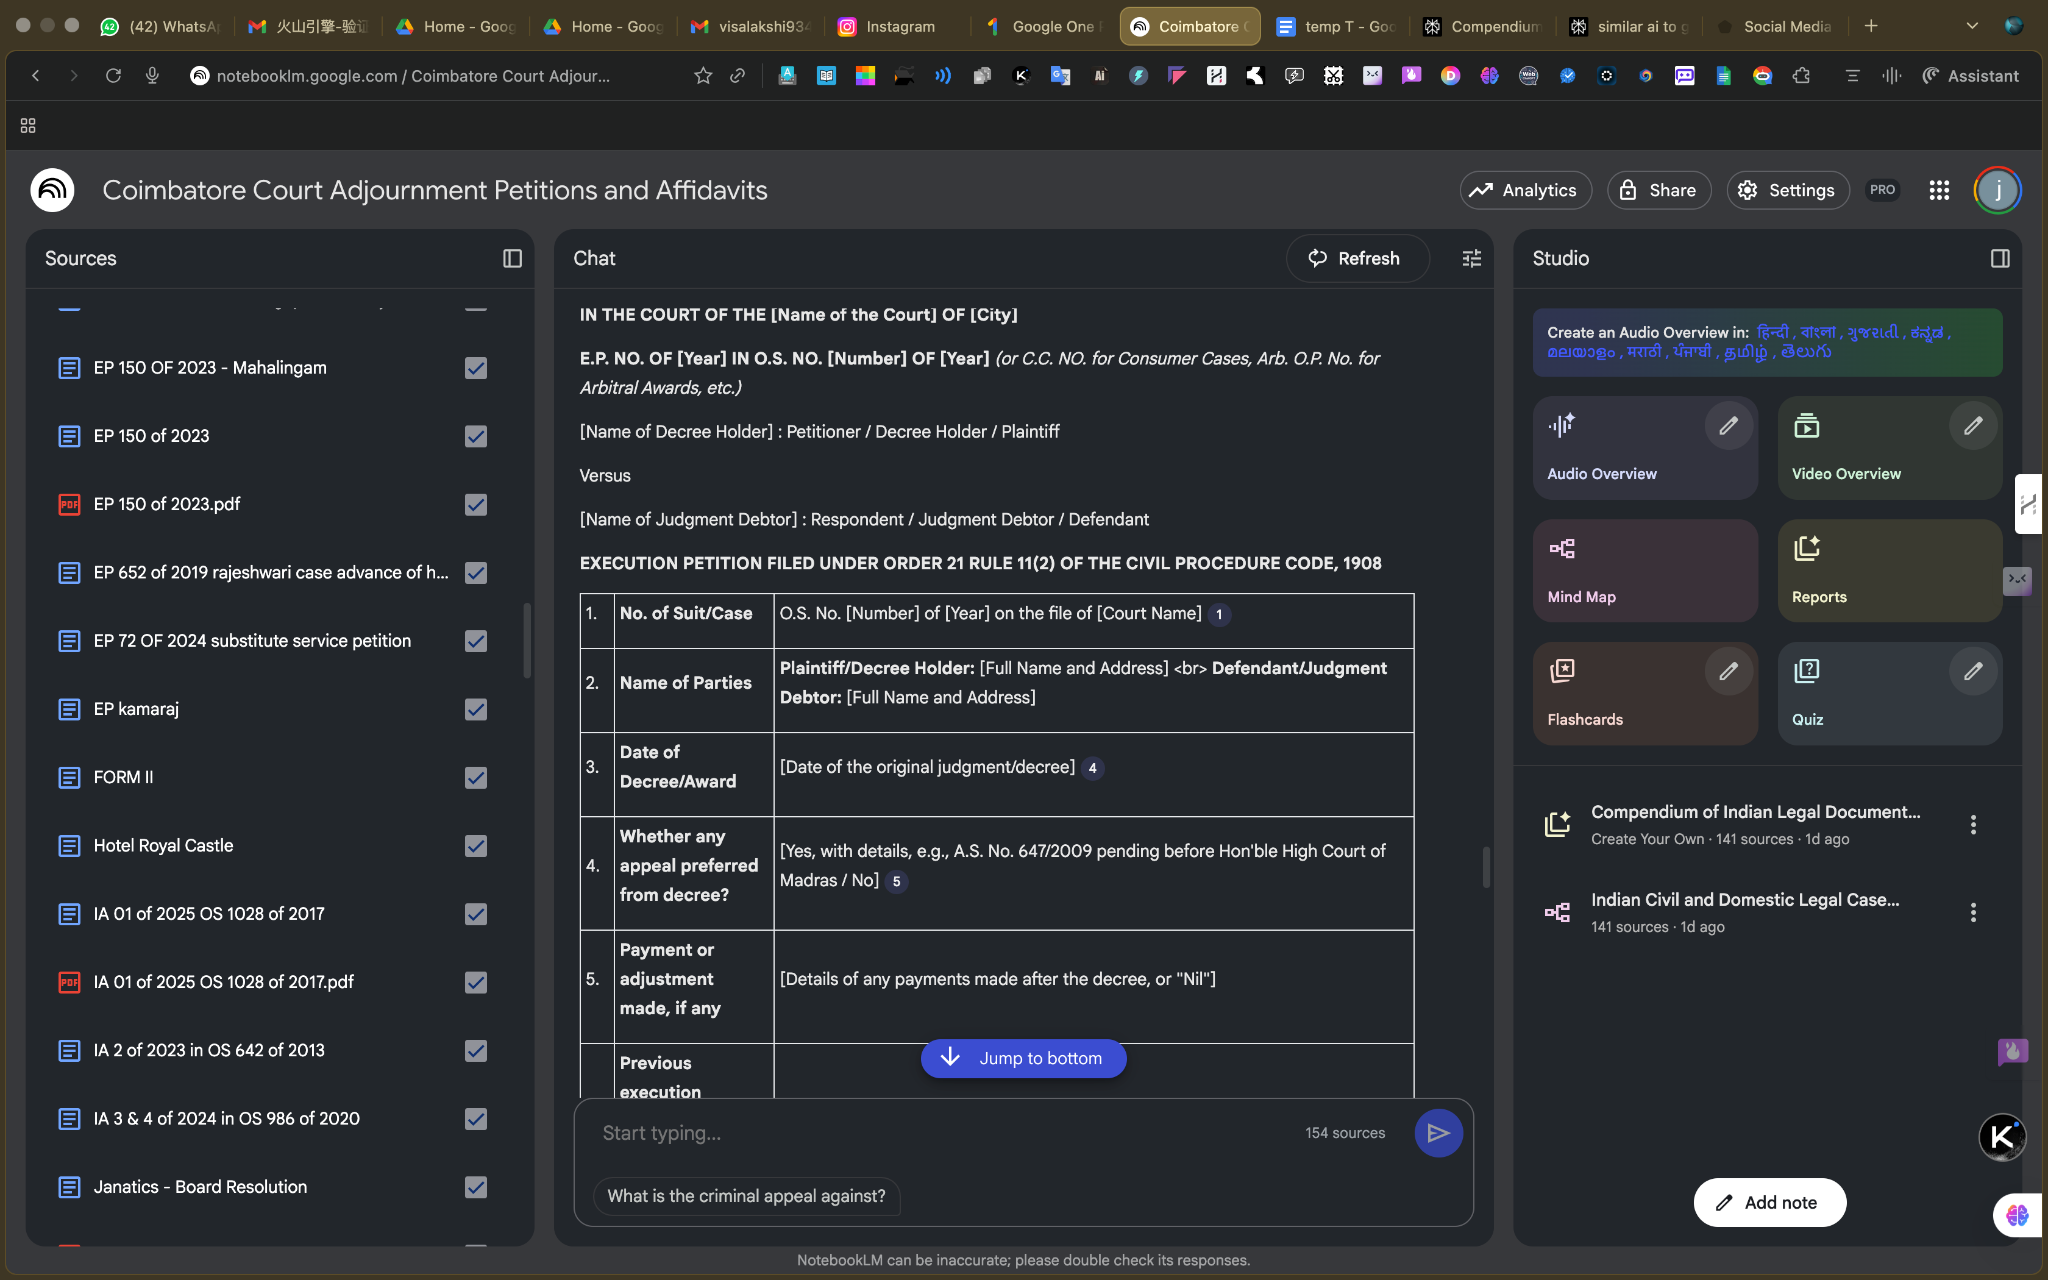 (42) WhatsA
火山引擎-验证
Home - Goog
Home - Goog
visalakshi934
Instagram
Google One
Coimbatore C
temp T - Goo
Compendium
similar ai to g
Social Media
notebooklm.google.com / Coimbatore Court Adjour...
Assistant
Coimbatore Court Adjournment Petitions and Affidavits
Analytics
Share
Settings
PRO
j
Sources
EP 150 OF 2023 - Mahalingam
EP 150 of 2023
EP 150 of 2023.pdf
EP 652 of 2019 rajeshwari case advance of h...
EP 72 OF 2024 substitute service petition
EP kamaraj
FORM II
Hotel Royal Castle
IA 01 of 2025 OS 1028 of 2017
IA 01 of 2025 OS 1028 of 2017.pdf
IA 2 of 2023 in OS 642 of 2013
IA 3 & 4 of 2024 in OS 986 of 2020
Janatics - Board Resolution
Chat
Refresh
IN THE COURT OF THE [Name of the Court] OF [City]
E.P. NO. OF [Year] IN O.S. NO. [Number] OF [Year] (or C.C. NO. for Consumer Cases, Arb. O.P. No. for
Arbitral Awards, etc.)
[Name of Decree Holder] : Petitioner / Decree Holder / Plaintiff
Versus
[Name of Judgment Debtor] : Respondent / Judgment Debtor / Defendant
EXECUTION PETITION FILED UNDER ORDER 21 RULE 11(2) OF THE CIVIL PROCEDURE CODE, 1908
1. No. of Suit/Case O.S. No. [Number] of [Year] on the file of [Court Name] 1
2. Name of Parties Plaintiff/Decree Holder: [Full Name and Address] <br> Defendant/Judgment
Debtor: [Full Name and Address]
3. Date of
Decree/Award [Date of the original judgment/decree] 4
4. Whether any
appeal preferred
from decree? [Yes, with details, e.g., A.S. No. 647/2009 pending before Hon'ble High Court of
Madras / No] 5
5. Payment or
adjustment
made, if any [Details of any payments made after the decree, or "Nil"]
Previous
execution
Jump to bottom
Start typing...
154 sources
What is the criminal appeal against?
NotebookLM can be inaccurate; please double check its responses.
Studio
Create an Audio Overview in: हिन्दी , বাংলা , ગુજરાતી , ಕನ್ನಡ ,
മലയാളം , मराठी , ਪੰਜਾਬੀ , தமிழ் , తెలుగు
Audio Overview
Video Overview
Mind Map
Reports
Flashcards
Quiz
Compendium of Indian Legal Document...
Create Your Own · 141 sources · 1d ago
Indian Civil and Domestic Legal Case...
141 sources · 1d ago
Add note